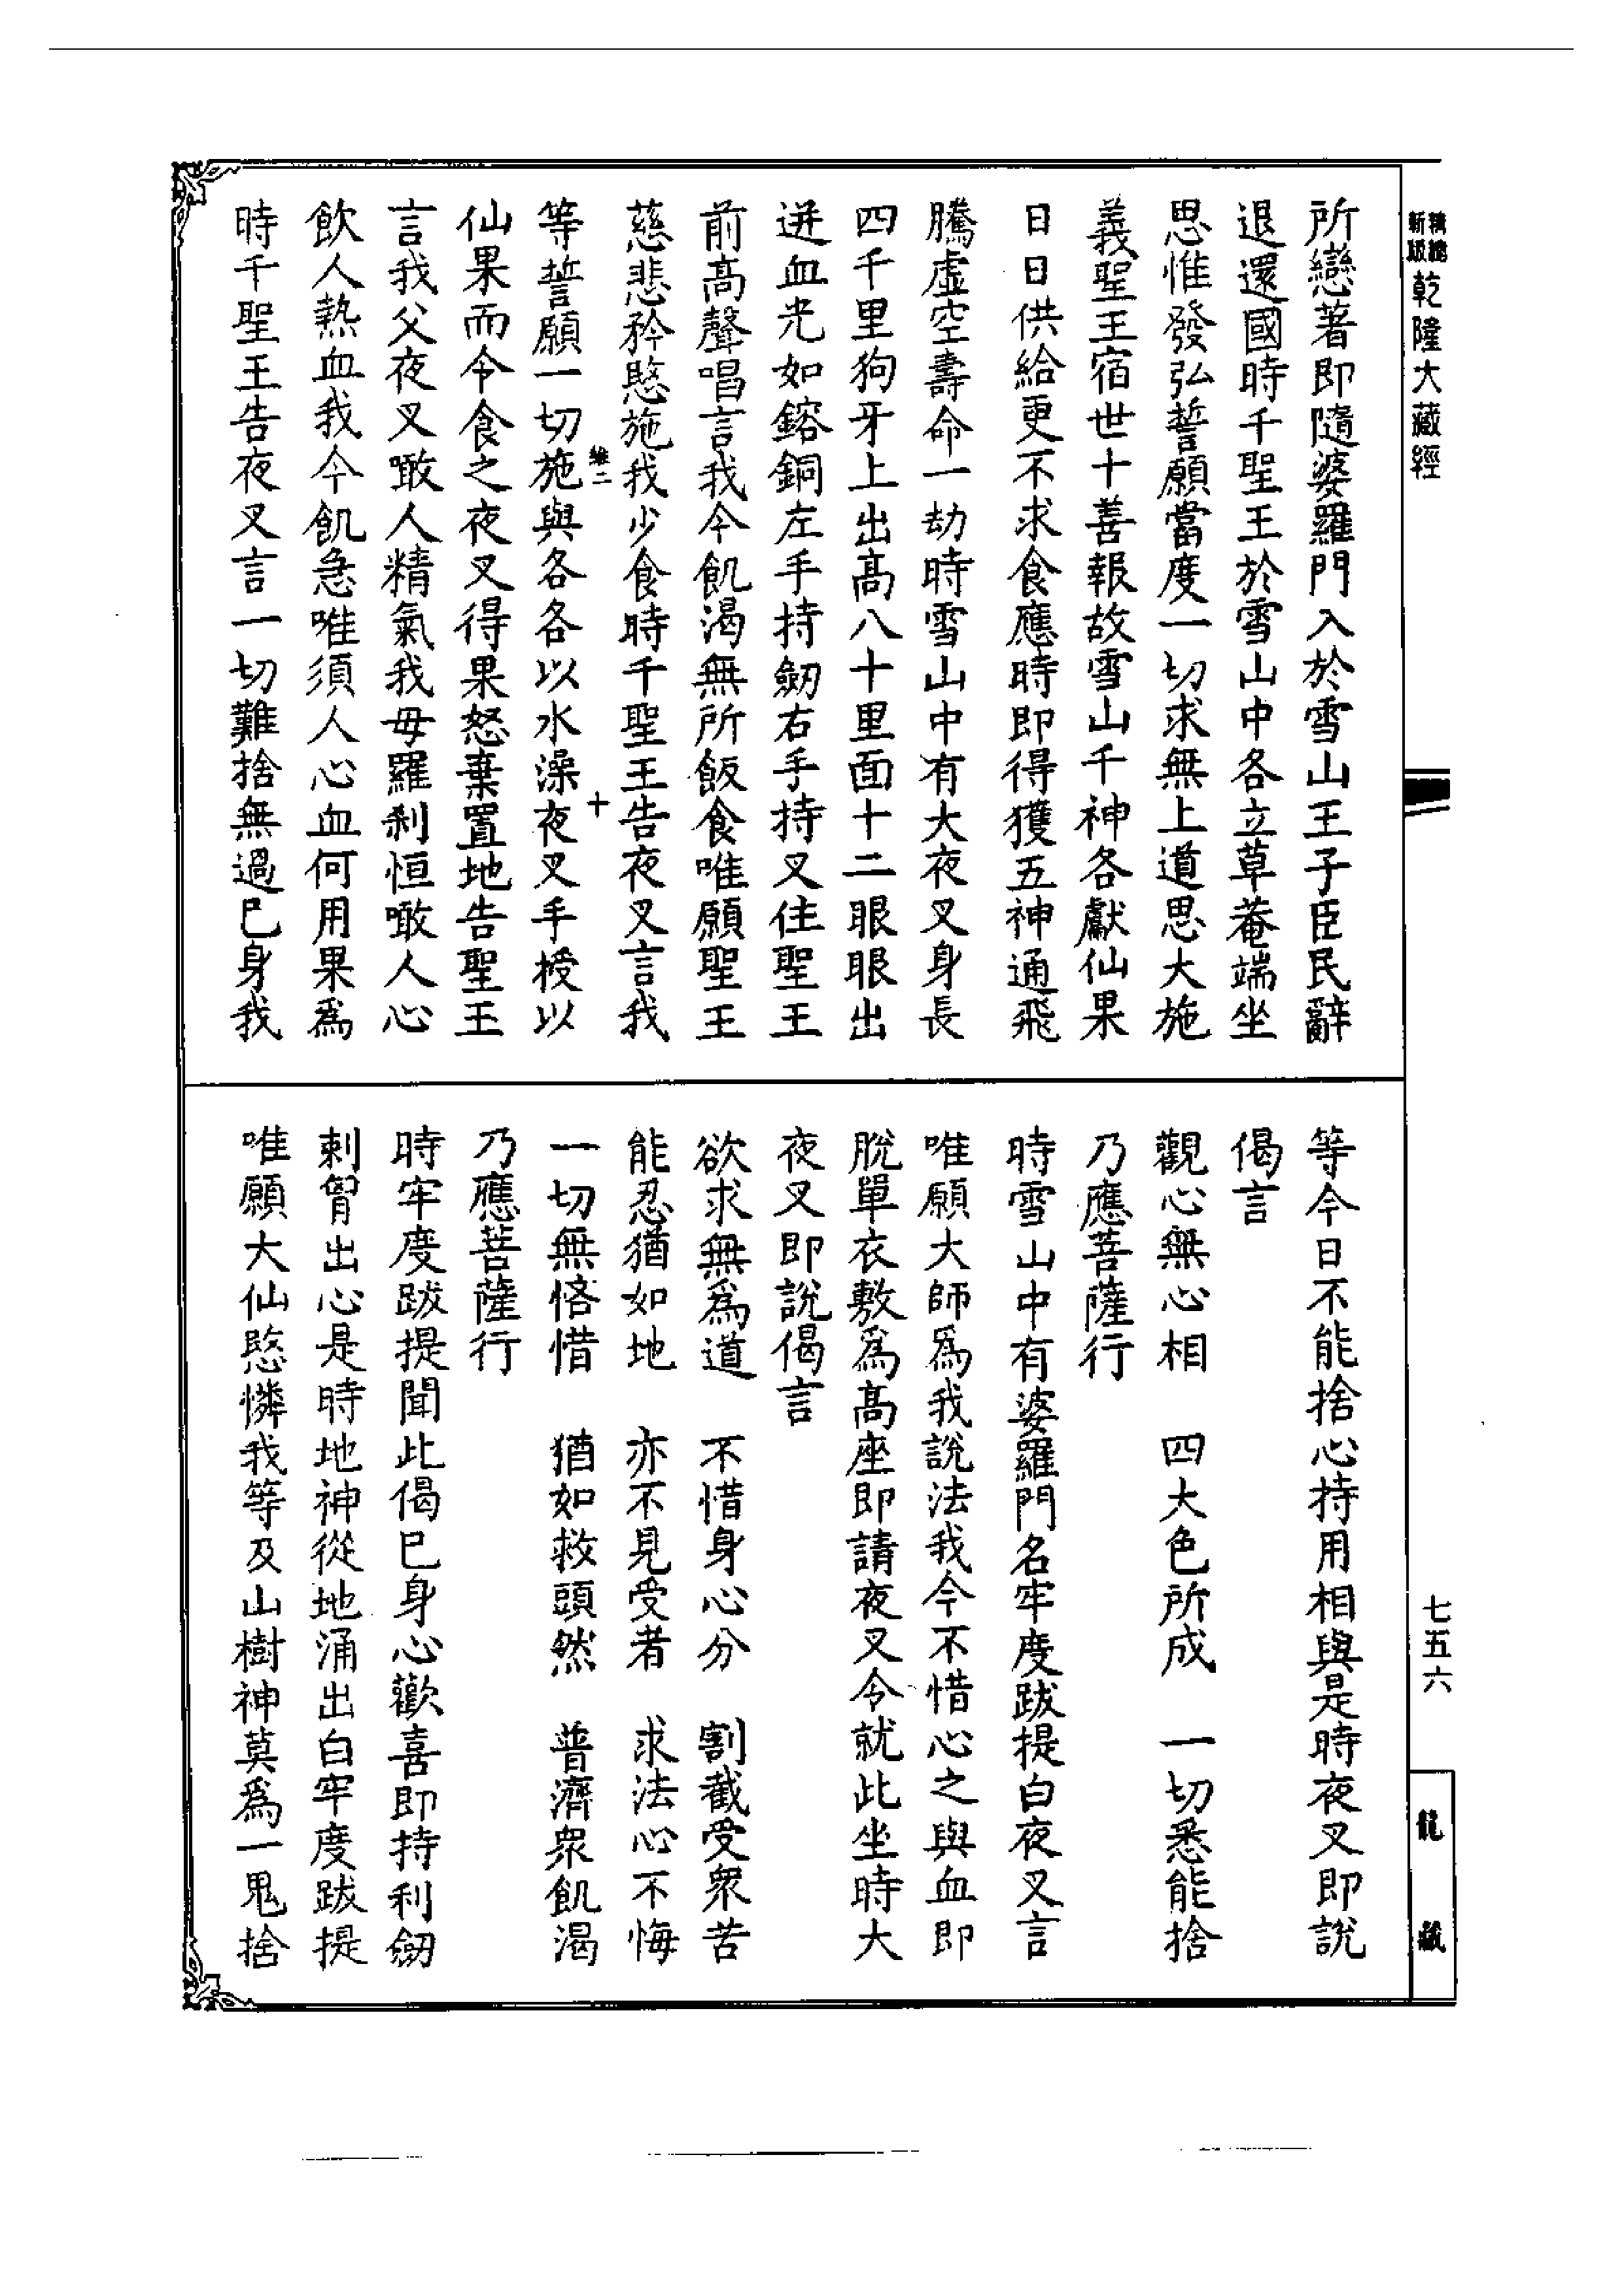 精縮
新版
乾隆大藏經
所戀著即隨婆羅門入於雪山王子臣民辭
退還國時千聖王於雪山中各立草菴端坐
思惟發弘誓願當度一切求無上道思大施
義聖王宿世十善報故雪山千神各獻仙果
日日供給更不求食應時即得獲五神通飛
騰虛空壽命一劫時雪山中有大夜叉身長
四千里狗牙上出高八十里面十二眼眼出
迸血光如鎔銅左手持劒右手持叉住聖王
前高聲唱言我今飢渴無所飯食唯願聖王
慈悲矜愍施我少食時千聖王告夜叉言我
等誓願一切施與各各以水澡夜叉手授以
仙果而令食之夜叉得果怒棄置地告聖王
言我父夜叉噉人精氣我母羅剎恒噉人心
飲人熱血我今飢急唯須人心血何用果爲
時千聖王告夜叉言一切難捨無過已身我
十
等今日不能捨心持用相與是時夜叉即說
偈言
觀心無心相　四大色所成　一切悉能捨
乃應菩薩行
時雪山中有婆羅門名牢度跋提白夜叉言
唯願大師爲我說法我今不惜心之與血即
脫單衣敷爲高座即請夜叉令就此坐時大
夜叉即說偈言
欲求無爲道　不惜身心分　割截受衆苦
能忍猶如地　亦不見受者　求法心不悔
一切無悋惜　猶如救頭然　普濟衆飢渴
乃應菩薩行
時牢度跋提聞此偈已身心歡喜即持利劒
刺胷出心是時地神從地涌出白牢度跋提
唯願大仙愍憐我等及山樹神莫爲一鬼捨
七五六
龍藏